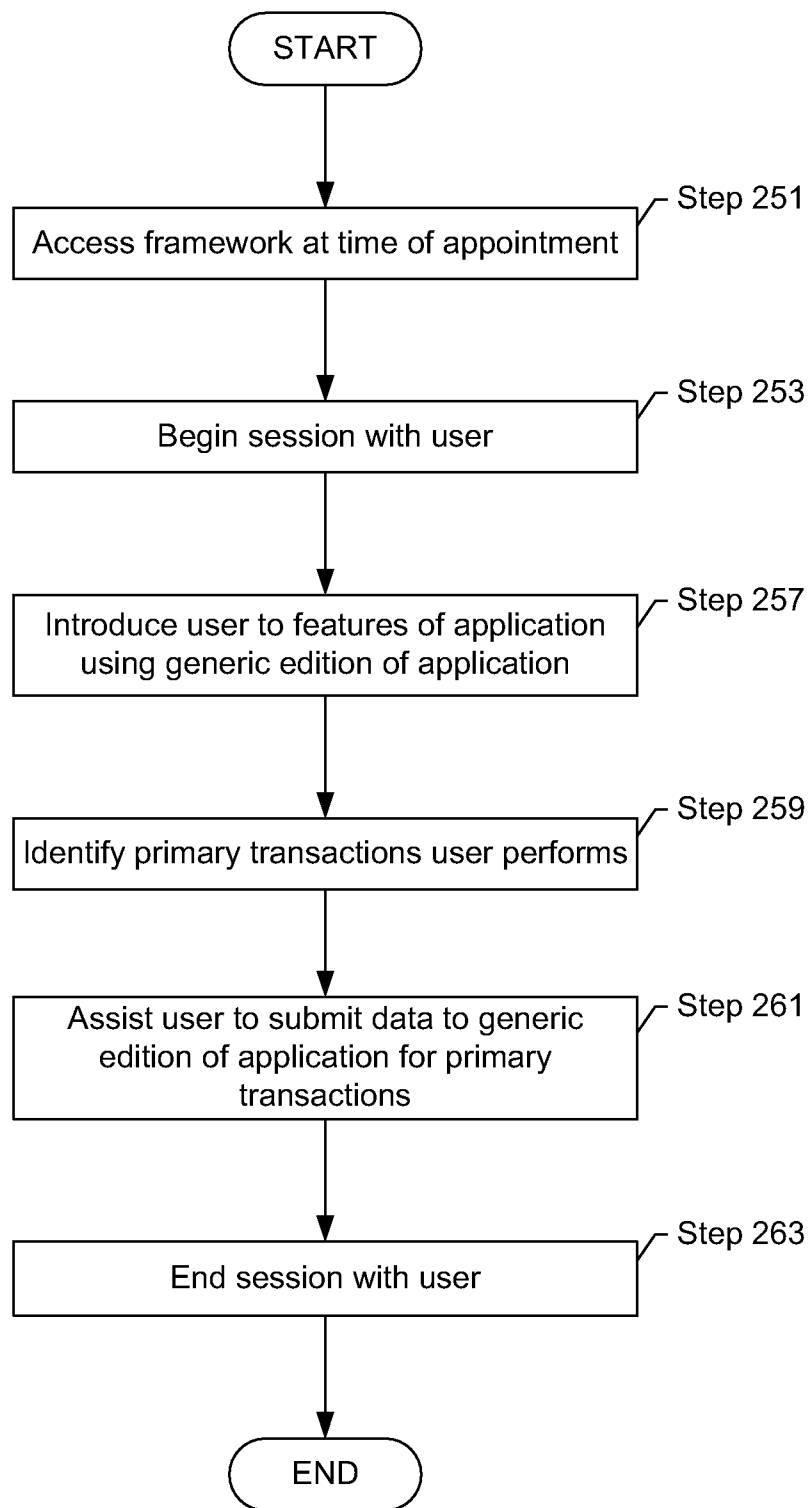 START
Step 251
Access framework at time of appointment
Step 253
Begin session with user
Step 257
Introduce user to features of application
using generic edition of application
Step 259
Identify primary transactions user performs
Step 261
Assist user to submit data to generic
edition of application for primary
transactions
Step 263
End session with user
END